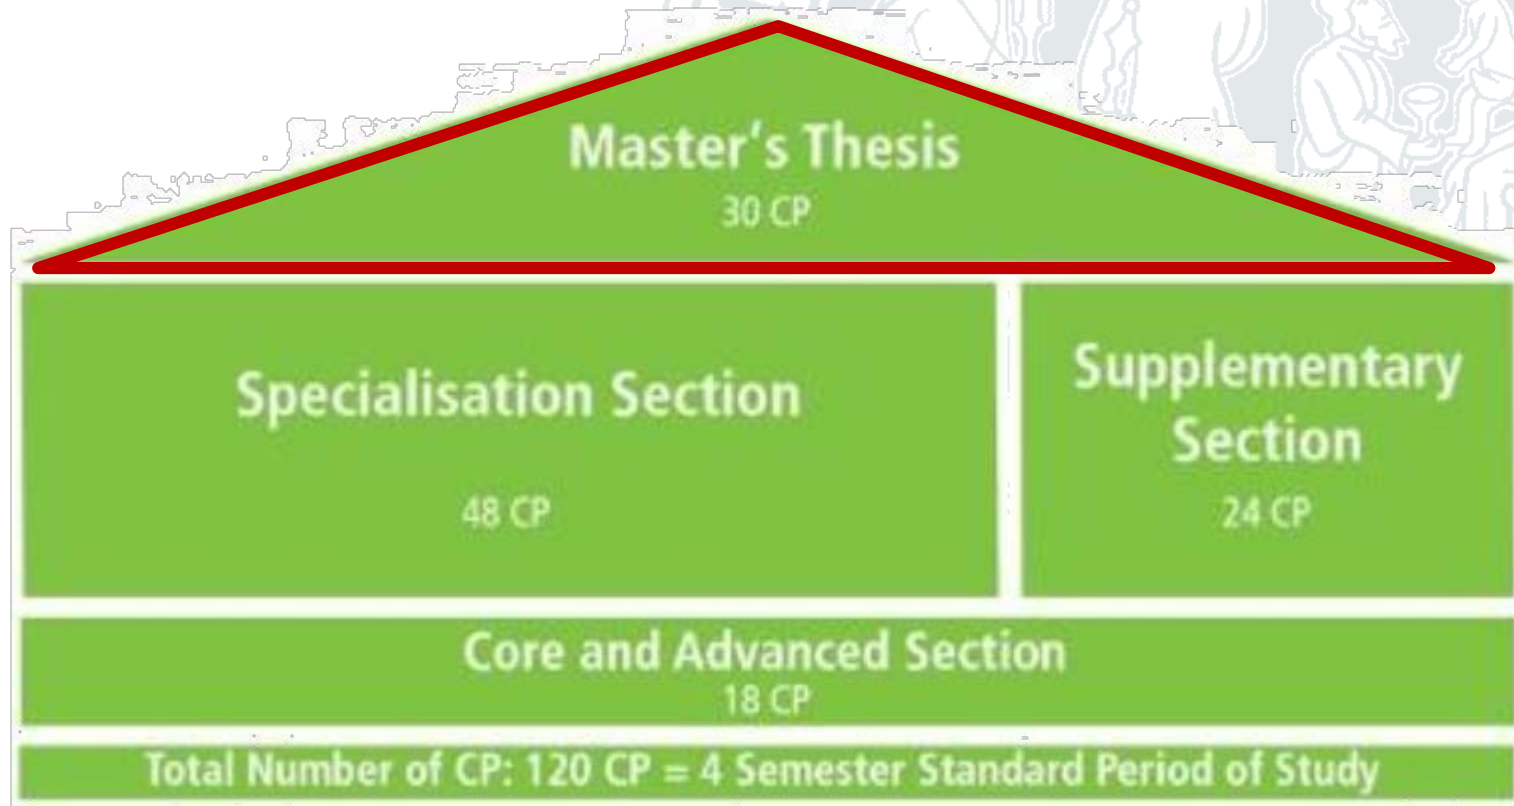 Master's Thesis
30 CP
Specialisation Section
48 CP
Supplementary
Section
24 CP
Core and Advanced Section
18 CP
Total Number of CP: 120 CP = 4 Semester Standard Period of Study